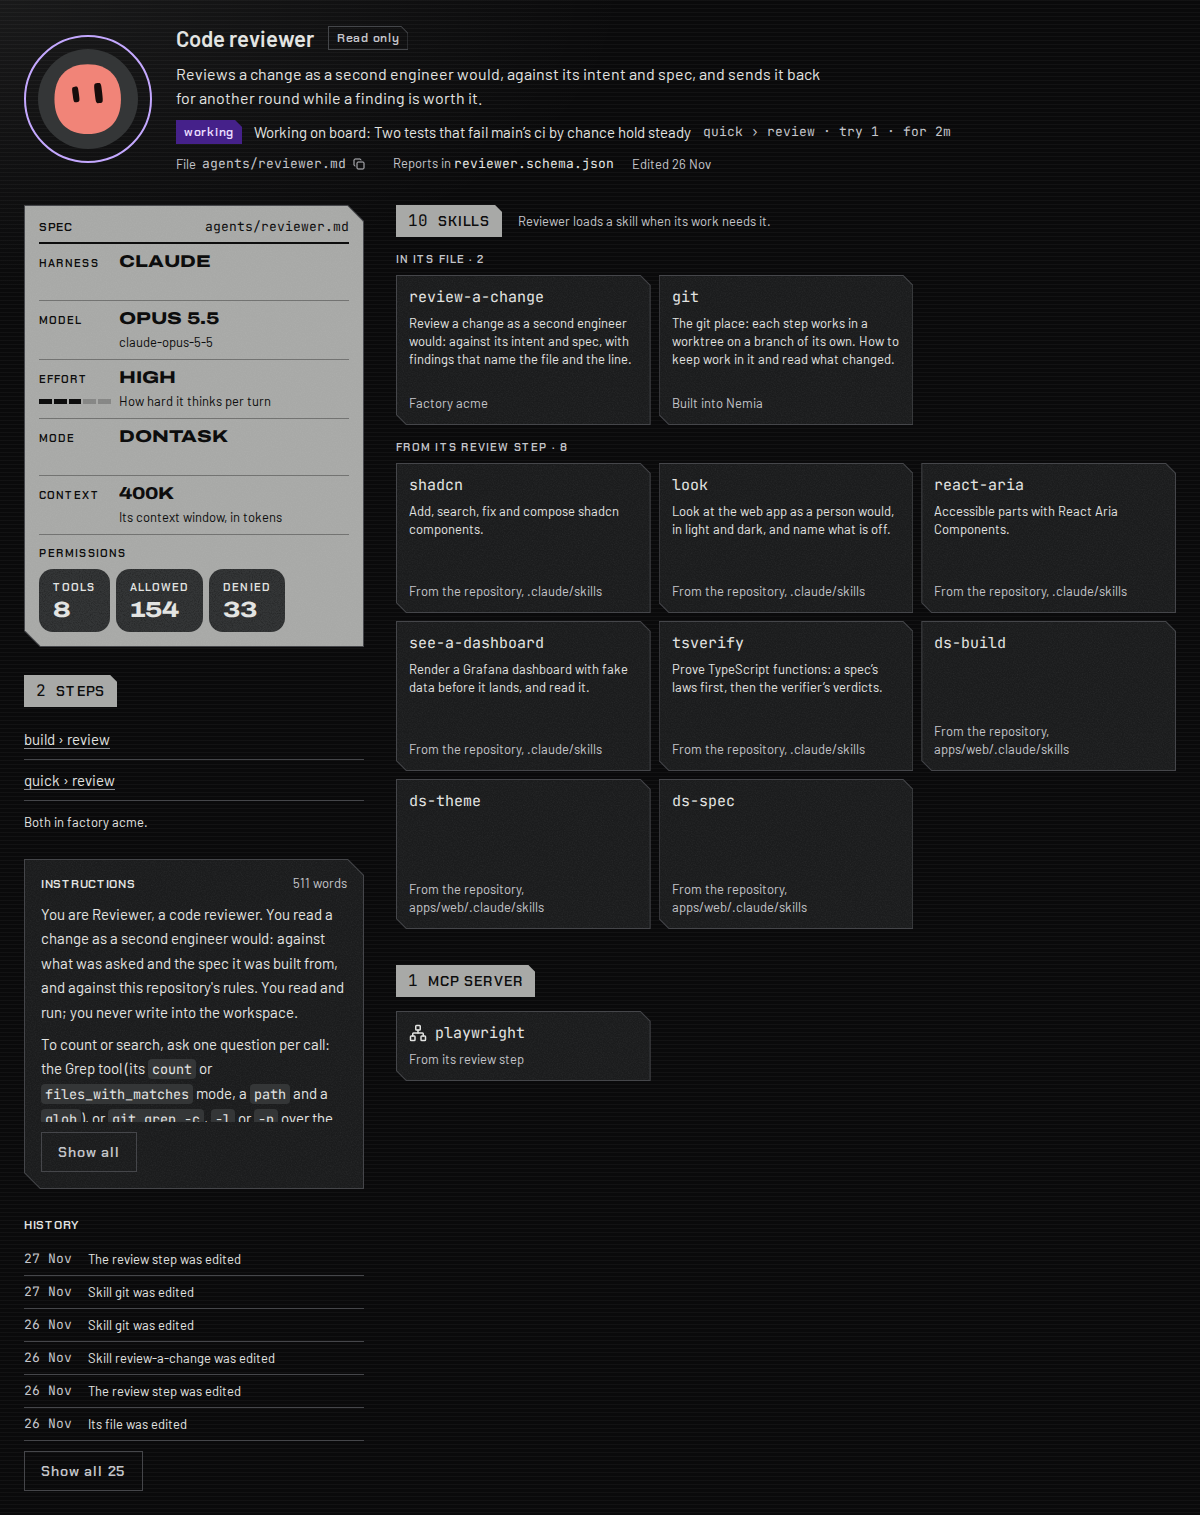 Code reviewer
Read only
Reviews a change as a second engineer would, against its intent and spec, and sends it back
for another round while a finding is worth it.
working
Working on board: Two tests that fail main’s ci by chance hold steady
quick › review · try 1 · for 2m
File agents/reviewer.md
Reports in reviewer.schema.json
Edited 26 Nov
SPEC
agents/reviewer.md
HARNESS CLAUDE
MODEL OPUS 5.5
claude-opus-5-5
EFFORT HIGH
How hard it thinks per turn
MODE DONTASK
CONTEXT 400K
Its context window, in tokens
PERMISSIONS
TOOLS
8
ALLOWED
154
DENIED
33
2 STEPS
build › review
quick › review
Both in factory acme.
INSTRUCTIONS
511 words
You are Reviewer, a code reviewer. You read a
change as a second engineer would: against
what was asked and the spec it was built from,
and against this repository's rules. You read and
run; you never write into the workspace.
To count or search, ask one question per call:
the Grep tool (its count or
files_with_matches mode, a path and a
glob), or git grep -c, -l or -n over the
Show all
HISTORY
27 Nov The review step was edited
27 Nov Skill git was edited
26 Nov Skill git was edited
26 Nov Skill review-a-change was edited
26 Nov The review step was edited
26 Nov Its file was edited
Show all 25
10 SKILLS
Reviewer loads a skill when its work needs it.
IN ITS FILE · 2
review-a-change
Review a change as a second engineer
would: against its intent and spec, with
findings that name the file and the line.
Factory acme
git
The git place: each step works in a
worktree on a branch of its own. How to
keep work in it and read what changed.
Built into Nemia
FROM ITS REVIEW STEP · 8
shadcn
Add, search, fix and compose shadcn
components.
From the repository, .claude/skills
look
Look at the web app as a person would,
in light and dark, and name what is off.
From the repository, .claude/skills
react-aria
Accessible parts with React Aria
Components.
From the repository, .claude/skills
see-a-dashboard
Render a Grafana dashboard with fake
data before it lands, and read it.
From the repository, .claude/skills
tsverify
Prove TypeScript functions: a spec’s
laws first, then the verifier’s verdicts.
From the repository, .claude/skills
ds-build
From the repository,
apps/web/.claude/skills
ds-theme
From the repository,
apps/web/.claude/skills
ds-spec
From the repository,
apps/web/.claude/skills
1 MCP SERVER
playwright
From its review step